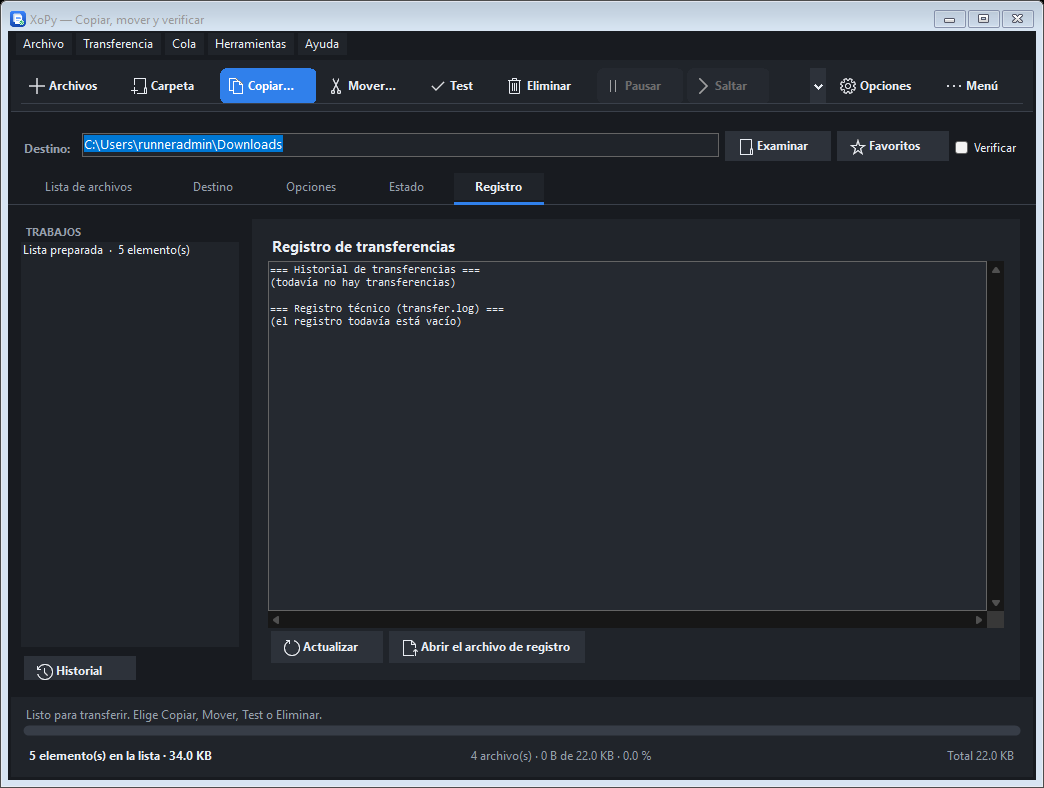 XoPy — Copiar, mover y verificar
Archivo Transferencia Cola Herramientas Ayuda
Archivos Carpeta Copiar... Mover... Test Eliminar Pausar Saltar Opciones ··· Menú
Destino: C:\Users\runneradmin\Downloads Examinar Favoritos Verificar
Lista de archivos Destino Opciones Estado Registro
TRABAJOS
Lista preparada · 5 elemento(s)
Registro de transferencias
=== Historial de transferencias ===
(todavía no hay transferencias)
=== Registro técnico (transfer.log) ===
(el registro todavía está vacío)
Actualizar Abrir el archivo de registro
Historial
Listo para transferir. Elige Copiar, Mover, Test o Eliminar.
5 elemento(s) en la lista · 34.0 KB 4 archivo(s) · 0 B de 22.0 KB · 0.0 % Total 22.0 KB